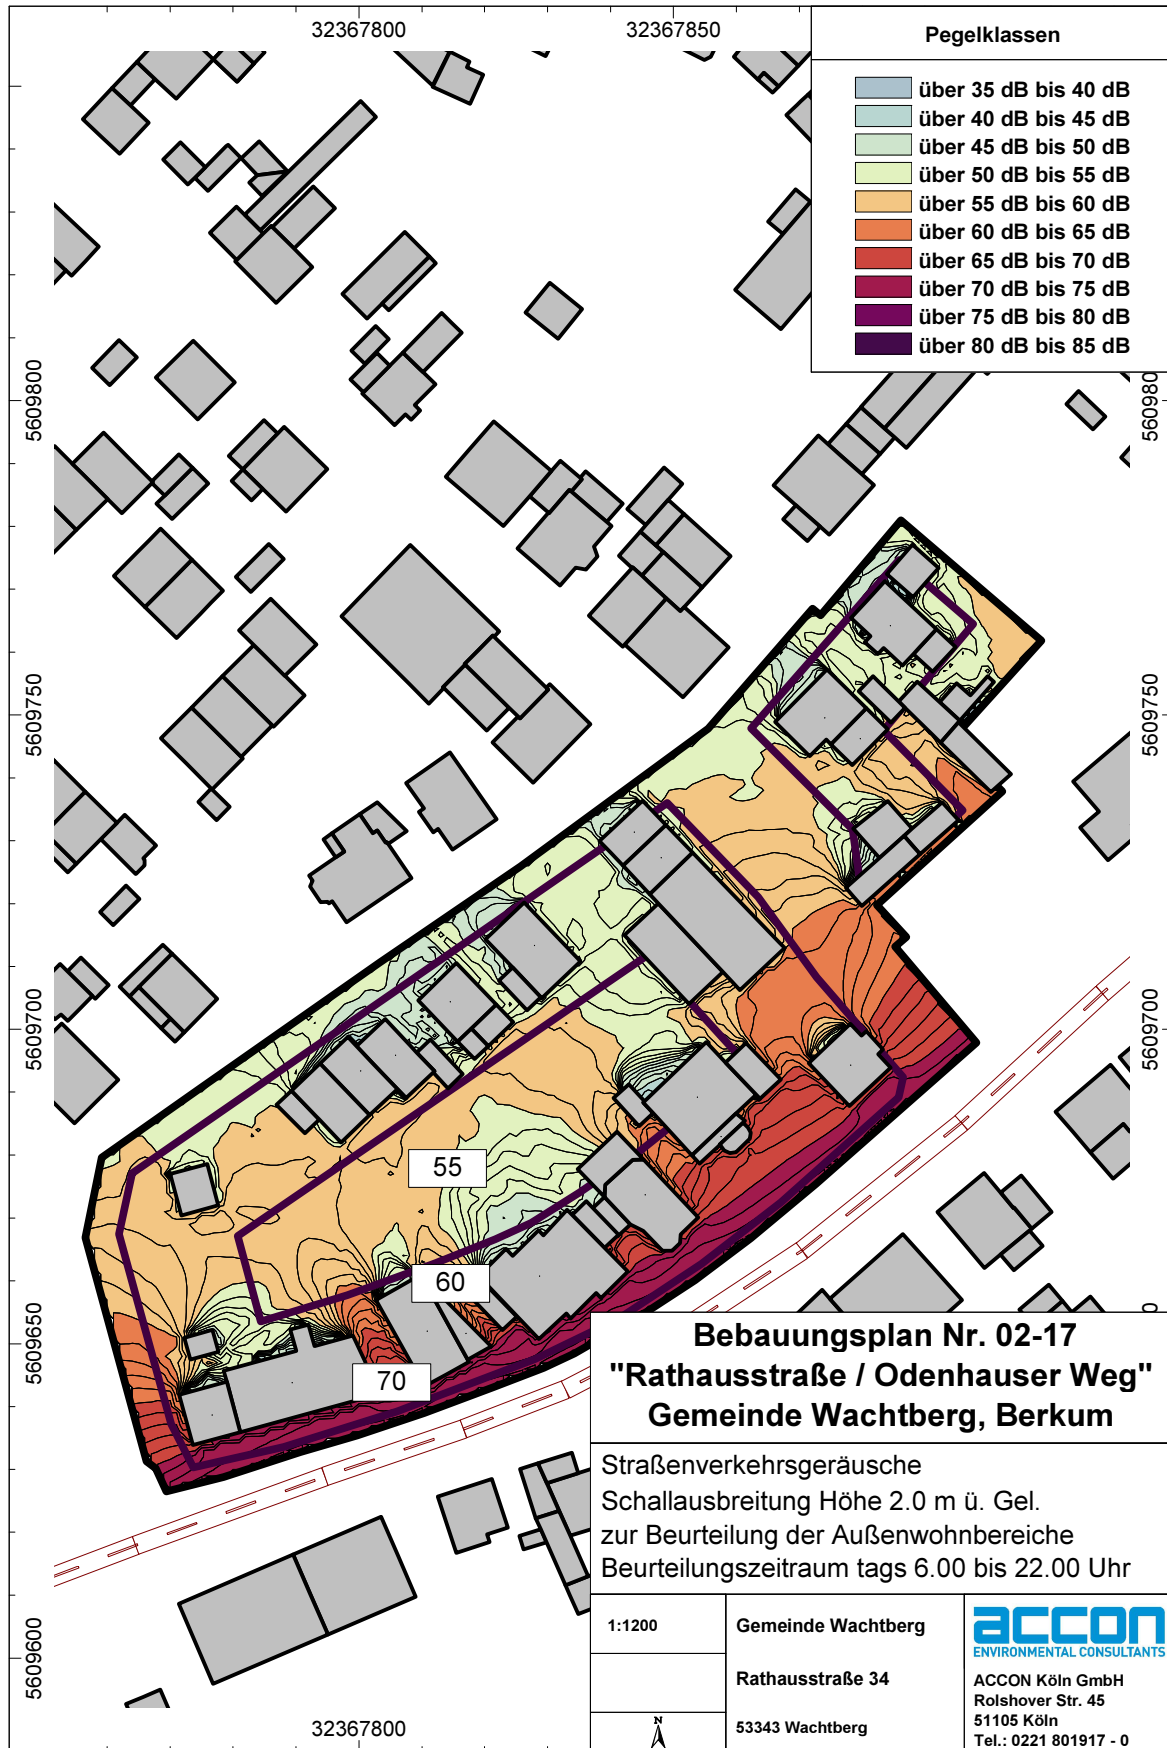 32367800
32367850
Pegelklassen
über 35 dB bis 40 dB
über 40 dB bis 45 dB
über 45 dB bis 50 dB
über 50 dB bis 55 dB
über 55 dB bis 60 dB
über 60 dB bis 65 dB
über 65 dB bis 70 dB
über 70 dB bis 75 dB
über 75 dB bis 80 dB
über 80 dB bis 85 dB
5609800
560980
5609750
5609750
5609700
5609700
55
60
70
5609650
0
5609600
32367800
Bebauungsplan Nr. 02-17
"Rathausstraße / Odenhauser Weg"
Gemeinde Wachtberg, Berkum
Straßenverkehrsgeräusche
Schallausbreitung Höhe 2.0 m ü. Gel.
zur Beurteilung der Außenwohnbereiche
Beurteilungszeitraum tags 6.00 bis 22.00 Uhr
1:1200
N
Gemeinde Wachtberg
Rathausstraße 34
53343 Wachtberg
accon
ENVIRONMENTAL CONSULTANTS
ACCON Köln GmbH
Rolshover Str. 45
51105 Köln
Tel.: 0221 801917 - 0